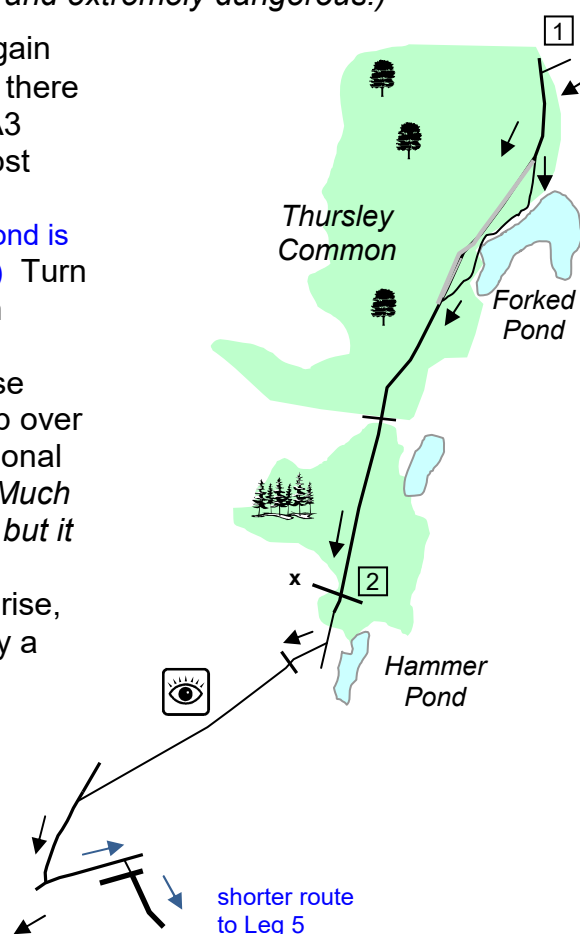 and extremely dangerous.)
gain
there
A3
ost
ond is
) Turn
se
o over
onal
Much
but it
rise,
y a
1
Thursley
Common
Forked
Pond
x
2
Hammer
Pond
shorter route
to Leg 5